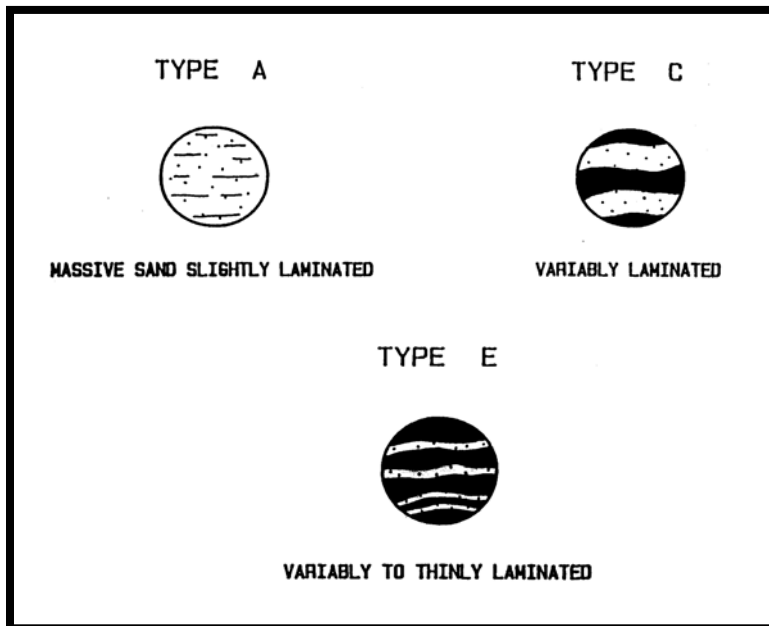 TYPE A
TYPE C
MASSIVE SAND SLIGHTLY LAMINATED
VARIABLY LAMINATED
TYPE E
VARIABLY TO THINLY LAMINATED